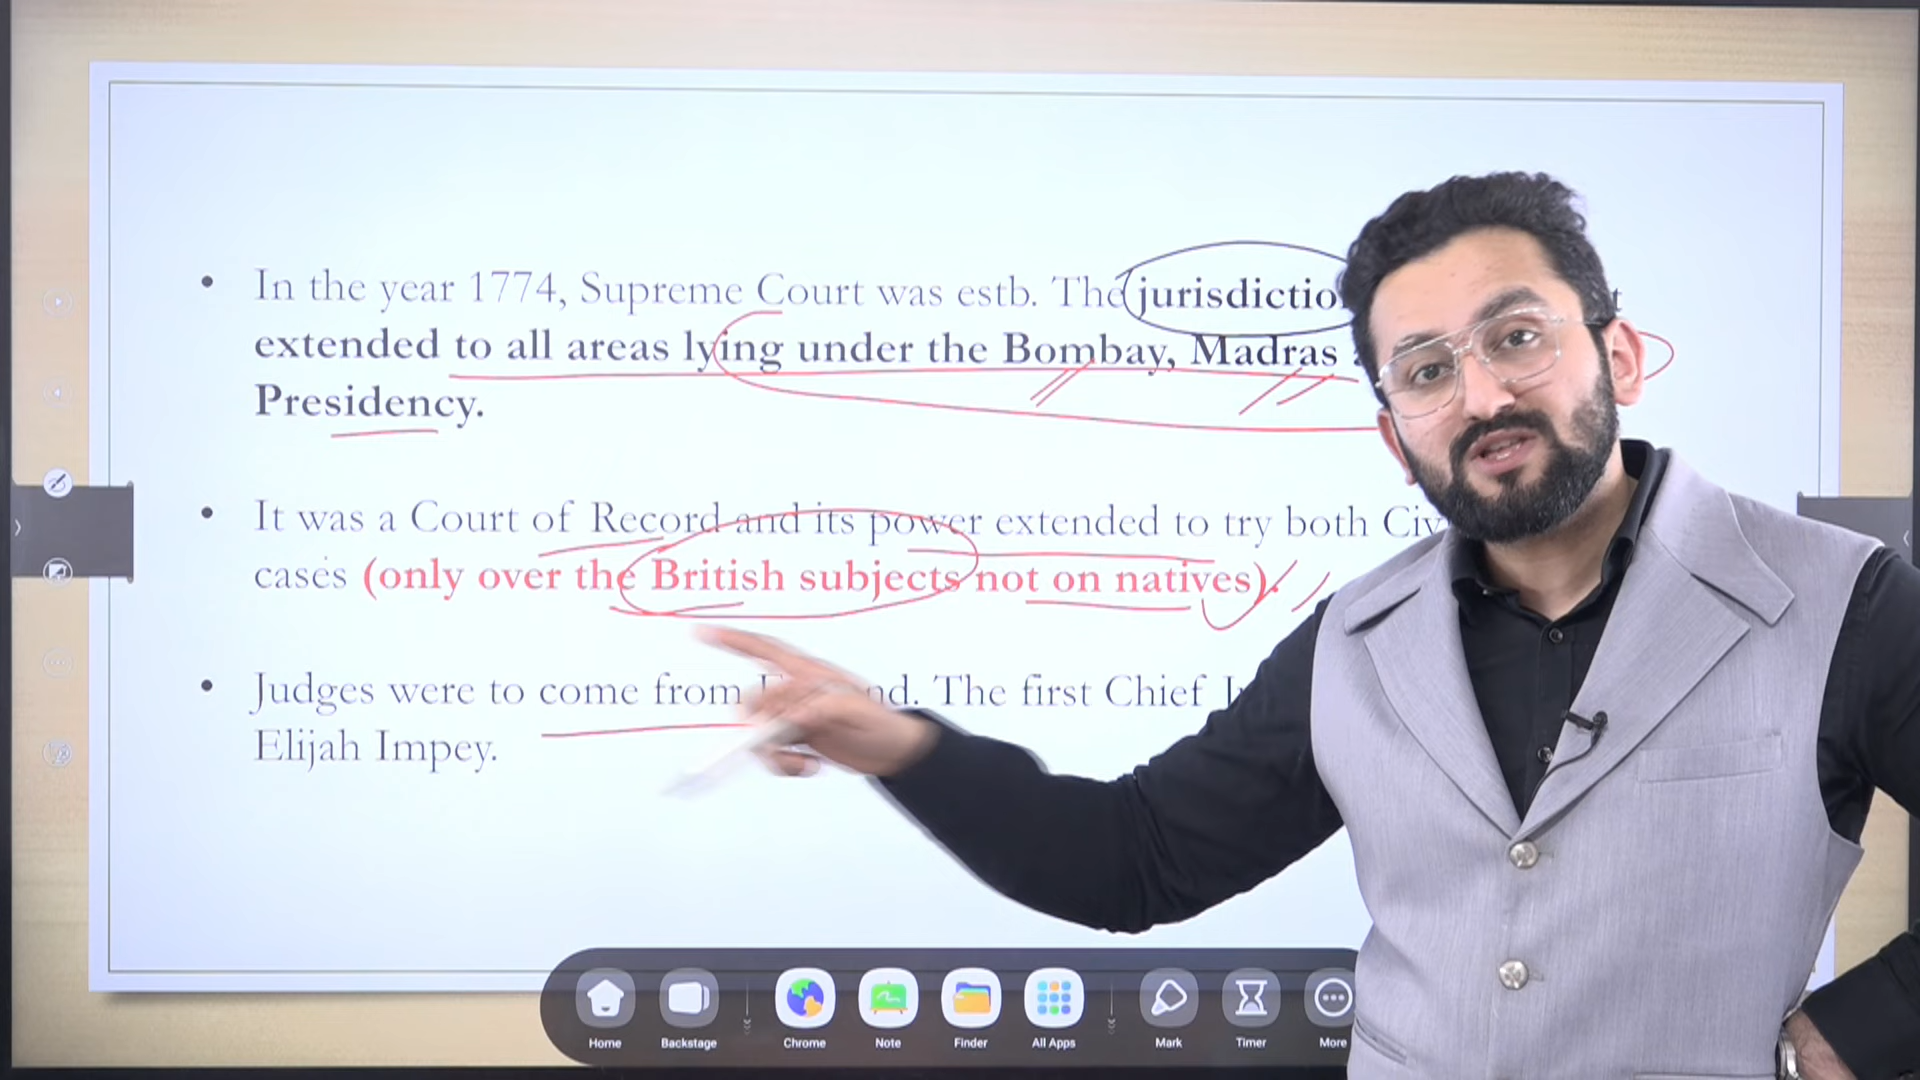 In the year 1774, Supreme Court was estb. The jurisdictio
extended to all areas lying under the Bombay, Madras
Presidency.
It was a Court of Record and its power extended to try both Civ
cases (only over the British subjects not on natives).
Judges were to come from nd. The first Chief J
Elijah Impey.
Home Backstage Chrome Note Finder All Apps Mark Timer More